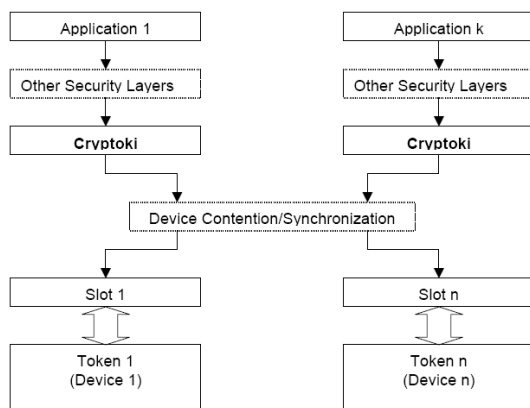 Application 1
Application k
Other Security Layers
Other Security Layers
Cryptoki
Cryptoki
Device Contention/Synchronization
Slot 1
Slot n
Token 1
(Device 1)
Token n
(Device n)